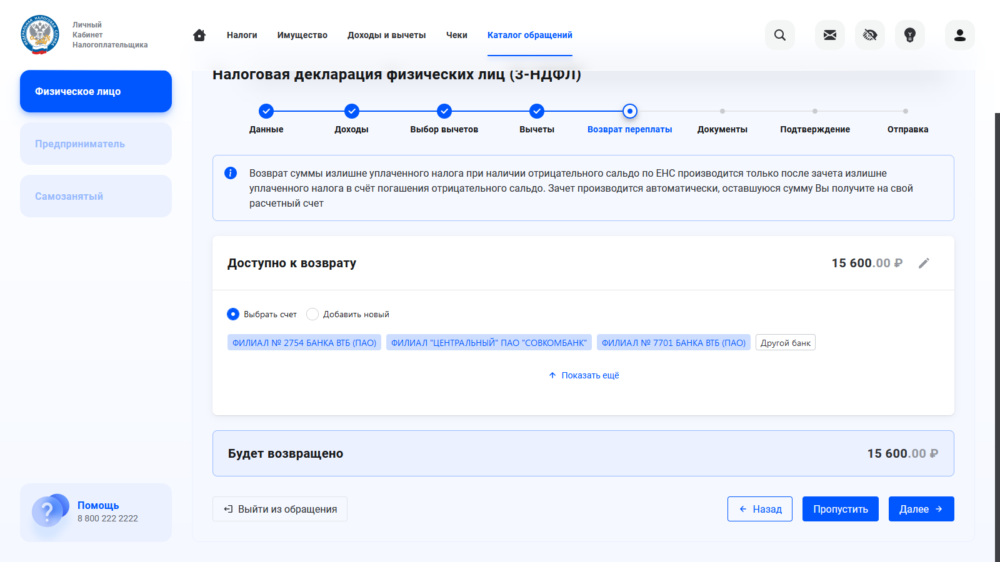 Личный
Кабинет
Налогоплательщика
Налоги
Имущество
Доходы и вычеты
Чеки
Каталог обращений
Физическое лицо
Предприниматель
Самозанятый
Налоговая декларация физических лиц (3-НДФЛ)
Данные
Доходы
Выбор вычетов
Вычеты
Возврат переплаты
Документы
Подтверждение
Отправка
Возврат суммы излишне уплаченного налога при наличии отрицательного сальдо по ЕНС производится только после зачета излишне
уплаченного налога в счёт погашения отрицательного сальдо. Зачет производится автоматически, оставшуюся сумму Вы получите на свой
расчетный счет
Доступно к возврату
15 600.00 ₽
Выбрать счет
Добавить новый
ФИЛИАЛ № 2754 БАНКА ВТБ (ПАО)
ФИЛИАЛ "ЦЕНТРАЛЬНЫЙ" ПАО "СОВКОМБАНК"
ФИЛИАЛ № 7701 БАНКА ВТБ (ПАО)
Другой банк
Показать ещё
Будет возвращено
15 600.00 ₽
Выйти из обращения
Назад
Пропустить
Далее
Помощь
8 800 222 2222